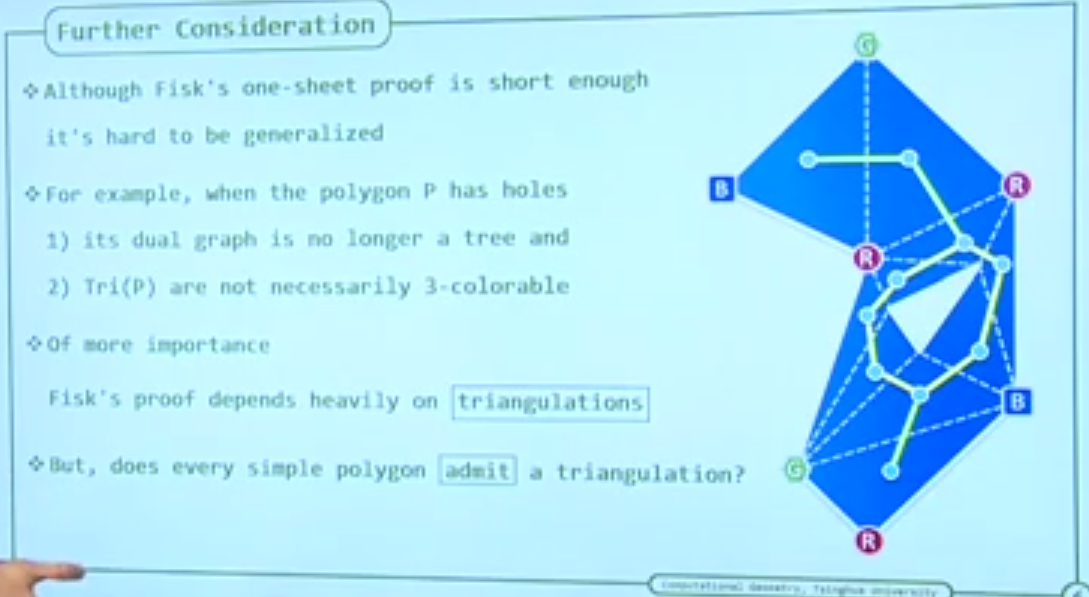 Further Consideration
❖Although Fisk's one-sheet proof is short enough
it's hard to be generalized
❖For example, when the polygon P has holes
1) its dual graph is no longer a tree and
2) Tri(P) are not necessarily 3-colorable
❖Of more importance
Fisk's proof depends heavily on triangulations
❖But, does every simple polygon admit a triangulation?
G
B
R
R
B
G
R
Computational Geometry, Tsinghua University